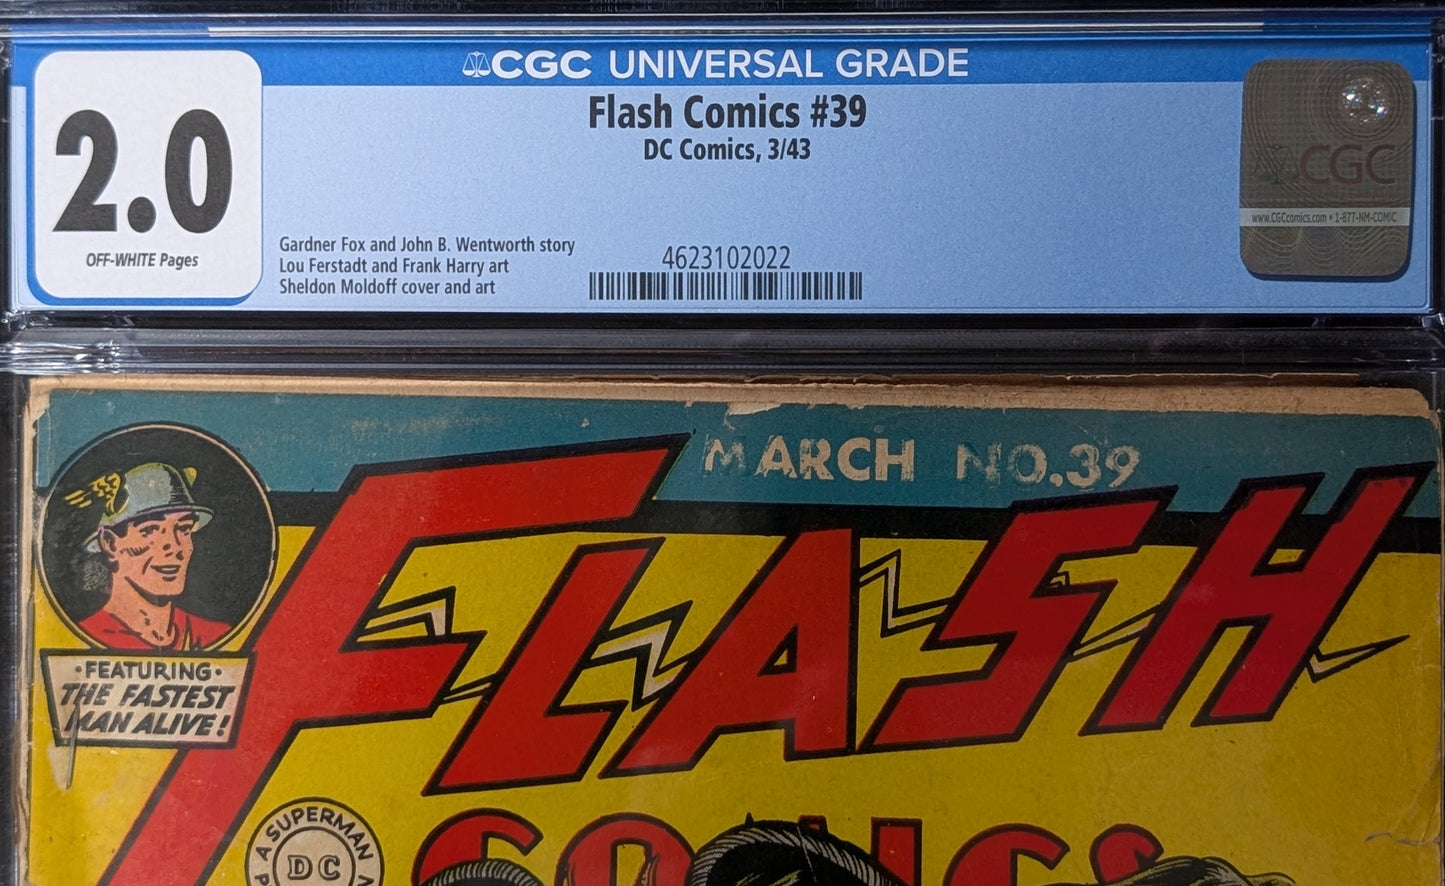 CGC UNIVERSAL GRADE
2.0
OFF-WHITE Pages
Flash Comics #39
DC Comics, 3/43
Gardner Fox and John B. Wentworth story
Lou Ferstadt and Frank Harry art
Sheldon Moldoff cover and art
4623102022
CGC
www.CGCcomics.com • 1-877-NM-COMIC
MARCH NO.39
FLASH
•FEATURING•
THE FASTEST
MAN ALIVE!
COMICS
A SUPERMAN
DC